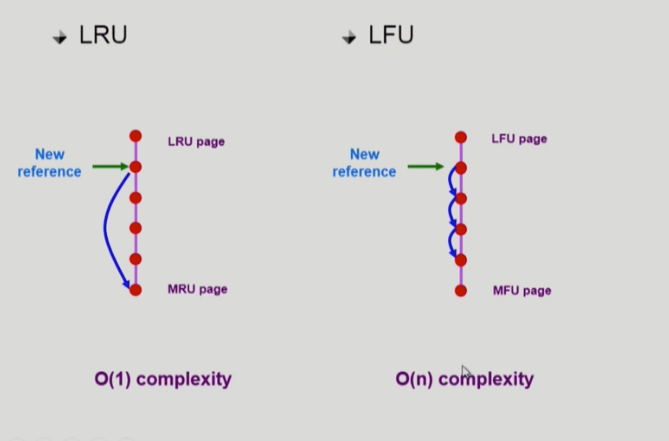 LRU
LFU
LRU page
New
reference
MRU page
O(1) complexity
LFU page
New
reference
MFU page
O(n) complexity